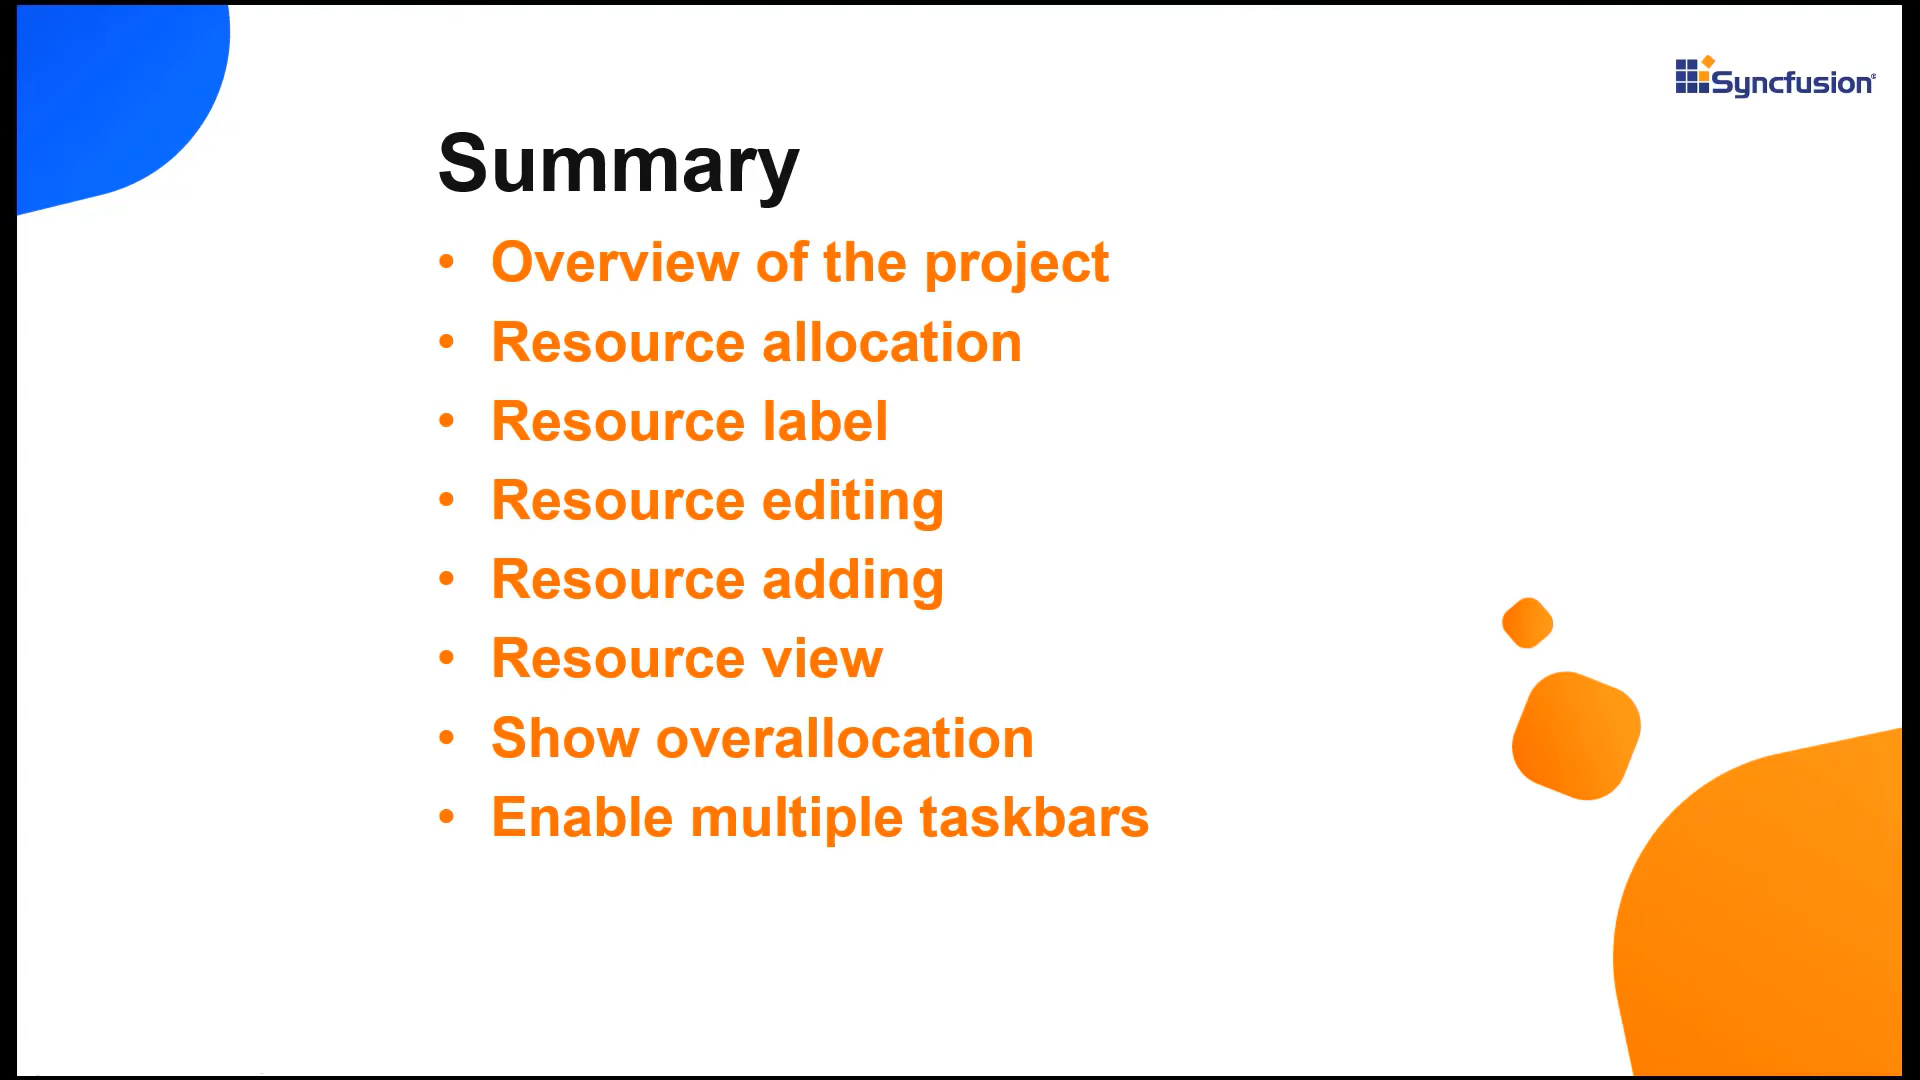 Syncfusion®
Summary
• Overview of the project
• Resource allocation
• Resource label
• Resource editing
• Resource adding
• Resource view
• Show overallocation
• Enable multiple taskbars